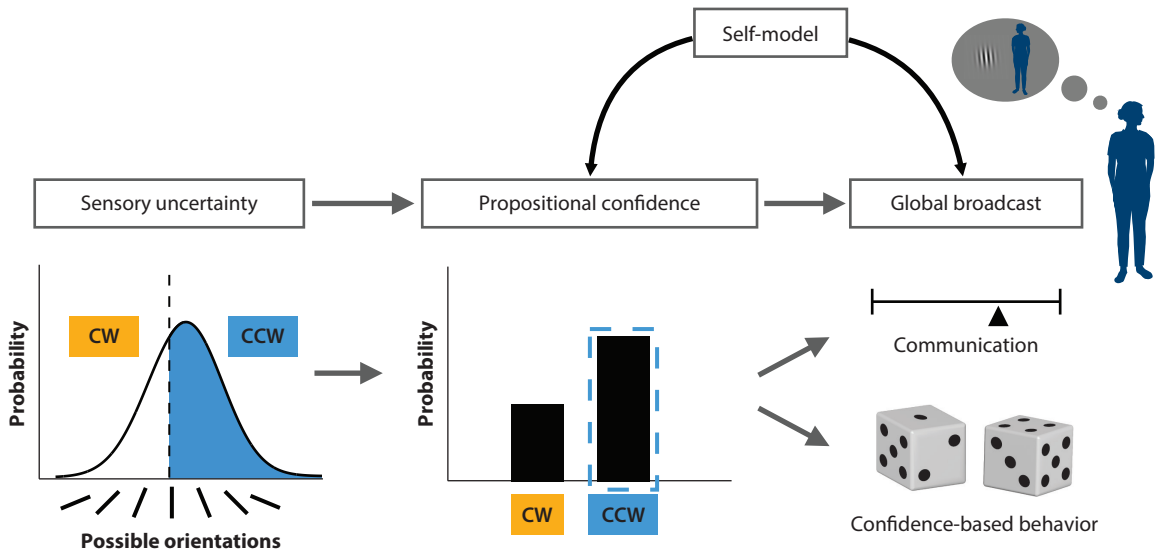 Self-model
Sensory uncertainty
Propositional confidence
Global broadcast
Probability
CW
CCW
Possible orientations
Probability
CW
CCW
Communication
Confidence-based behavior